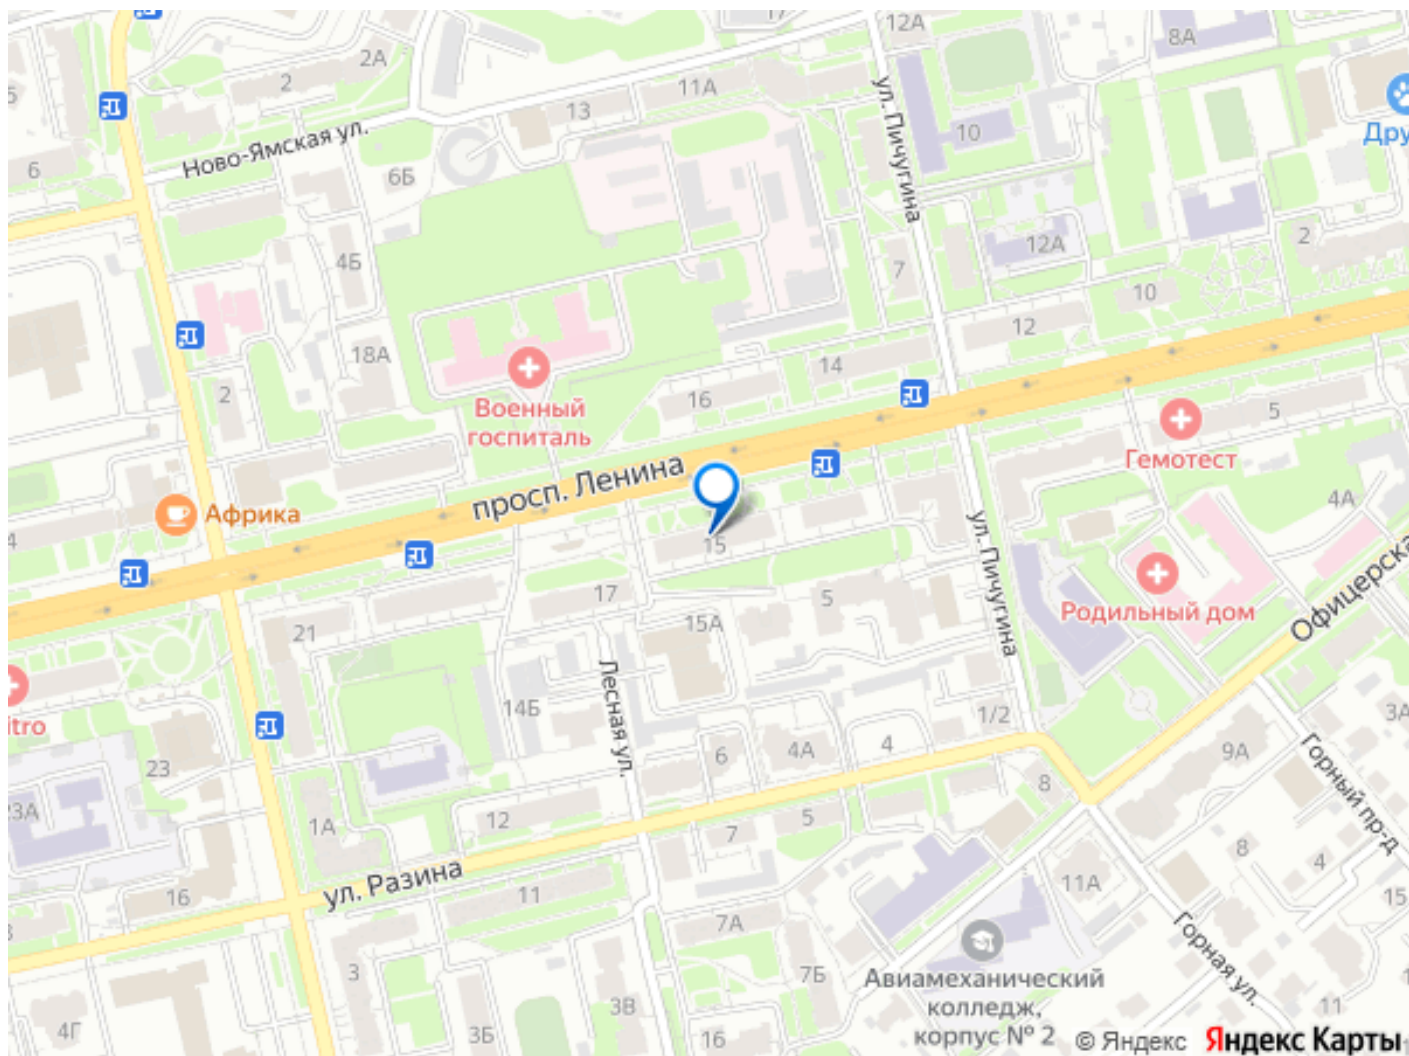 17
12А
8А
2А
2
11А
13
Дру
ул. Пичугина
10
Ново-Ямская ул.
6
6Б
12А
2
4Б
7
10
12
18А
14
2
16
Военный
госпиталь
5
Гемотест
просп. Ленина
4А
Африка
4
15
ул. Пичугина
Офицерска
Родильный дом
17
5
15А
21
Лесная ул.
itro
14Б
1/2
3А
23
6
4А
4
9А
Горный пр-д
8
23А
1А
12
7
5
8
4
ул. Разина
11А
16
11
15
7А
Горная ул.
3
7Б
Авиамеханический
колледж,
корпус № 2
3В
11
4Г
3Б
16
© Яндекс Яндекс Карты